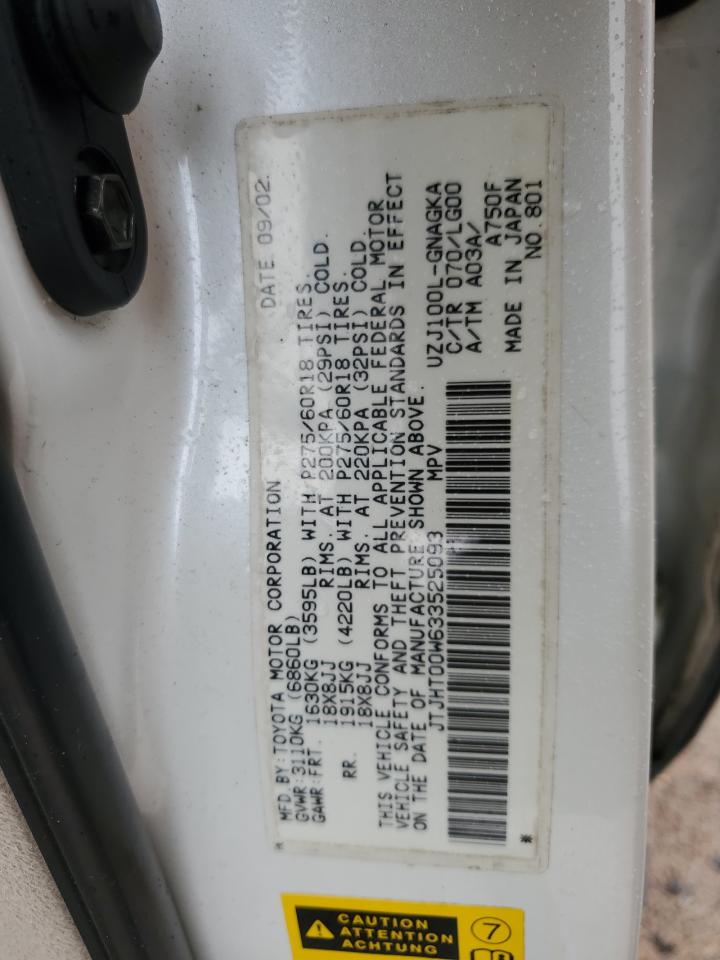 MFD. BY: TOYOTA MOTOR CORPORATION DATE 09/02
GVWR: 3110KG (6860LB)
GAWR: FRT. 1630KG (3595LB) WITH P275/60R18 TIRES.
18X8JJ RIMS. AT 200KPA (29PSI) COLD.
RR. 1915KG (4220LB) WITH P275/60R18 TIRES.
18X8JJ RIMS. AT 220KPA (32PSI) COLD.
THIS VEHICLE CONFORMS TO ALL APPLICABLE FEDERAL MOTOR
VEHICLE SAFETY AND THEFT PREVENTION STANDARDS IN EFFECT
ON THE DATE OF MANUFACTURE SHOWN ABOVE.
JTJHT00W633525093 MPV
UZJ100L-GNAGKA
C/TR 070/LG00
A/TM A03A/
A750F
MADE IN JAPAN
NO.801
CAUTION
ATTENTION
ACHTUNG
7